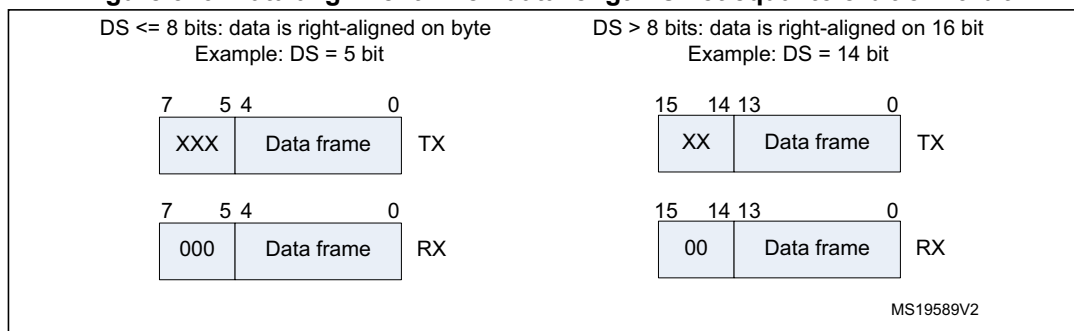 DS <= 8 bits: data is right-aligned on byte
Example: DS = 5 bit
7 5 4 0
XXX Data frame TX
7 5 4 0
000 Data frame RX
DS > 8 bits: data is right-aligned on 16 bit
Example: DS = 14 bit
15 14 13 0
XX Data frame TX
15 14 13 0
00 Data frame RX
MS19589V2